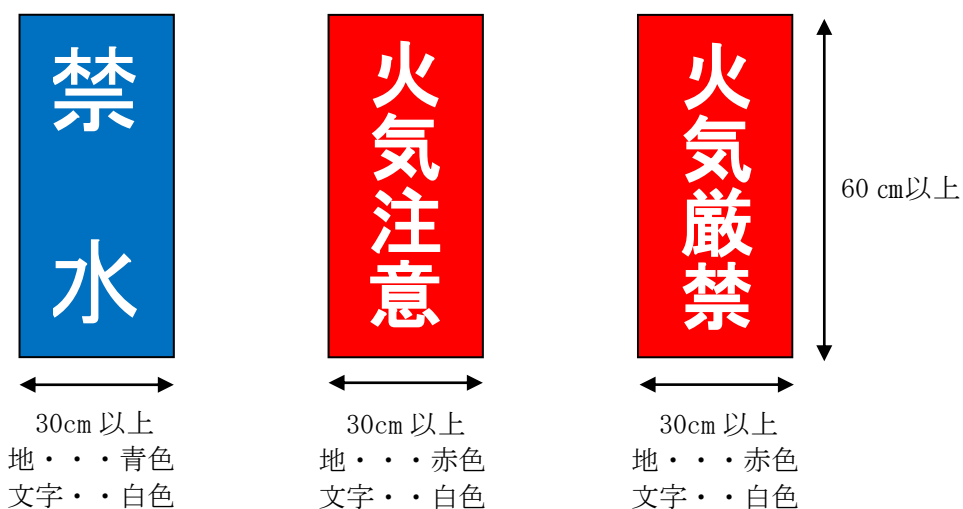 禁水
火気注意
火気厳禁
60 cm以上
30cm 以上
地・・・青色
文字・・白色
30cm 以上
地・・・赤色
文字・・白色
30cm 以上
地・・・赤色
文字・・白色